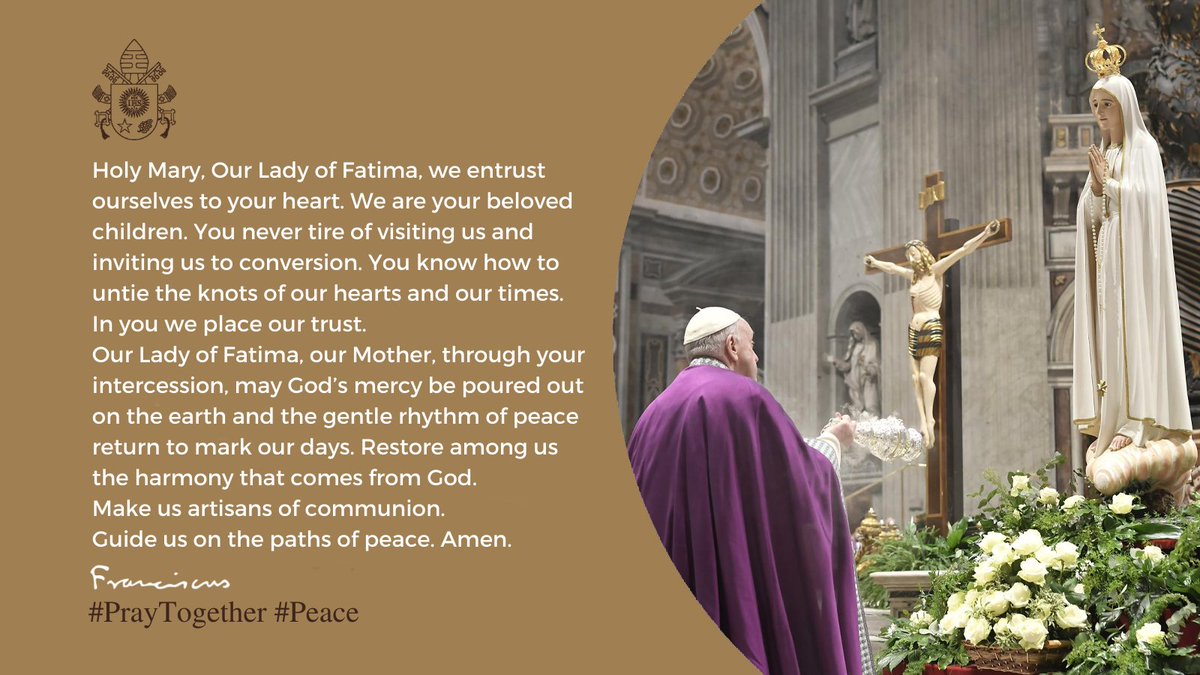 IHS
Holy Mary, Our Lady of Fatima, we entrust
ourselves to your heart. We are your beloved
children. You never tire of visiting us and
inviting us to conversion. You know how to
untie the knots of our hearts and our times.
In you we place our trust.
Our Lady of Fatima, our Mother, through your
intercession, may God’s mercy be poured out
on the earth and the gentle rhythm of peace
return to mark our days. Restore among us
the harmony that comes from God.
Make us artisans of communion.
Guide us on the paths of peace. Amen.
Franciscus
#PrayTogether #Peace